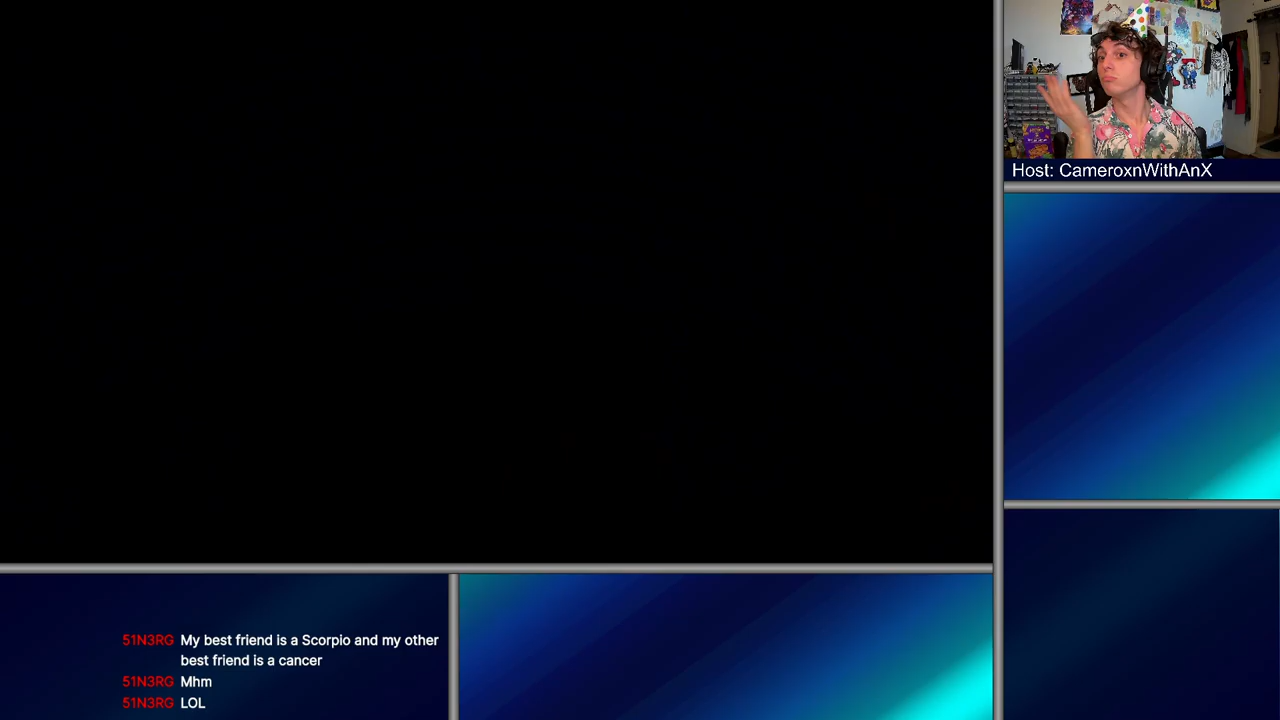 Host: CameroxnWithAnX
51N3RG My best friend is a Scorpio and my other
best friend is a cancer
51N3RG Mhm
51N3RG LOL